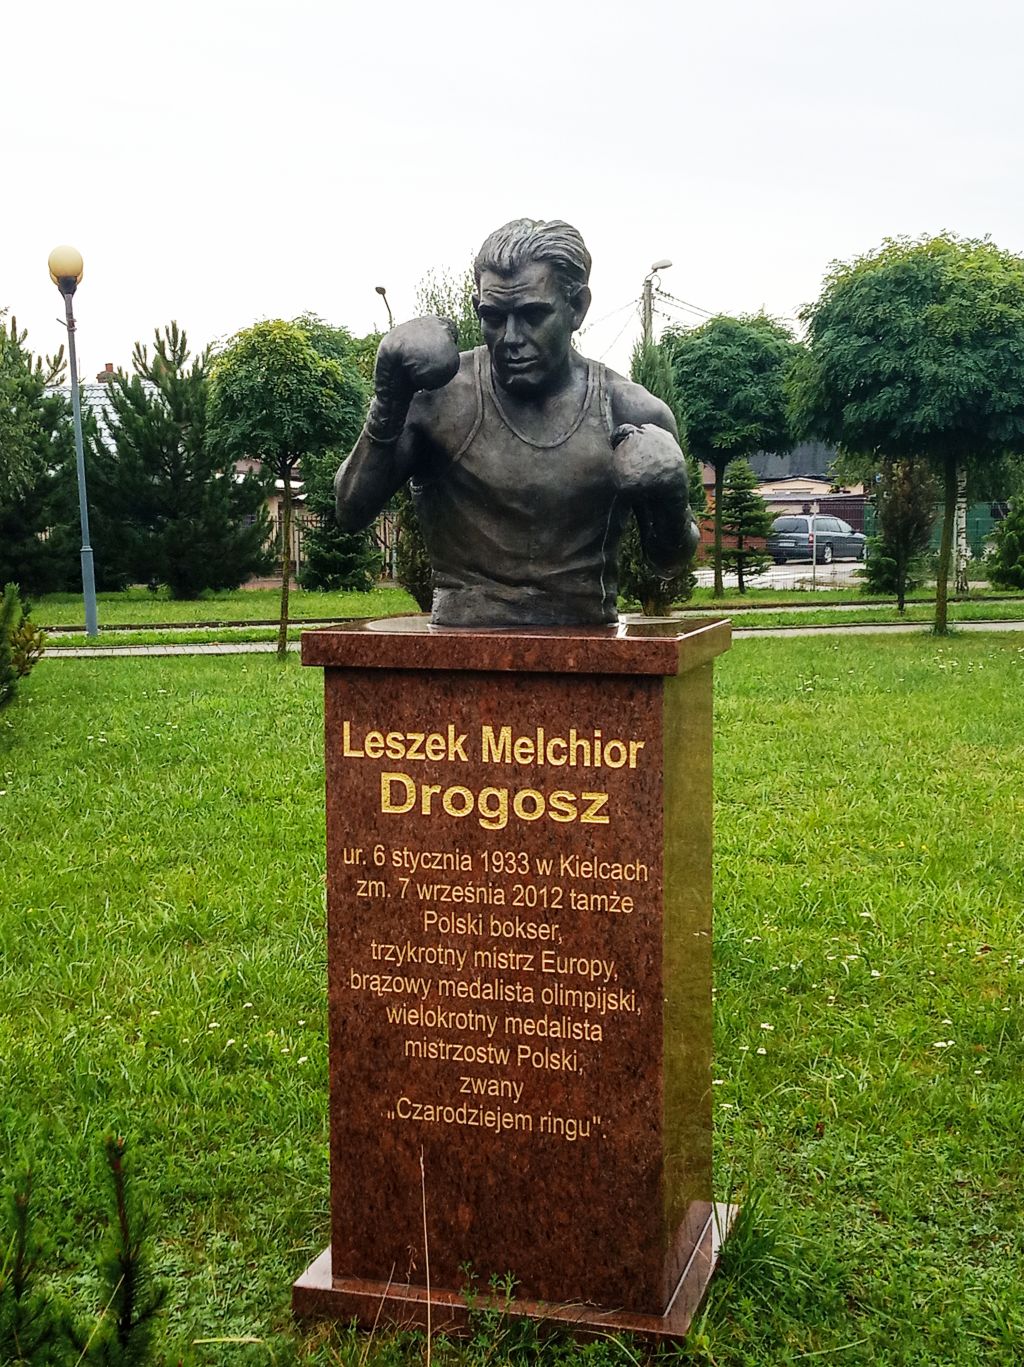 Leszek Melchior
Drogosz
ur. 6 stycznia 1933 w Kielcach
zm. 7 września 2012 tamże
Polski bokser,
trzykrotny mistrz Europy,
brązowy medalista olimpijski,
wielokrotny medalista
mistrzostw Polski,
zwany
„Czarodziejem ringu".